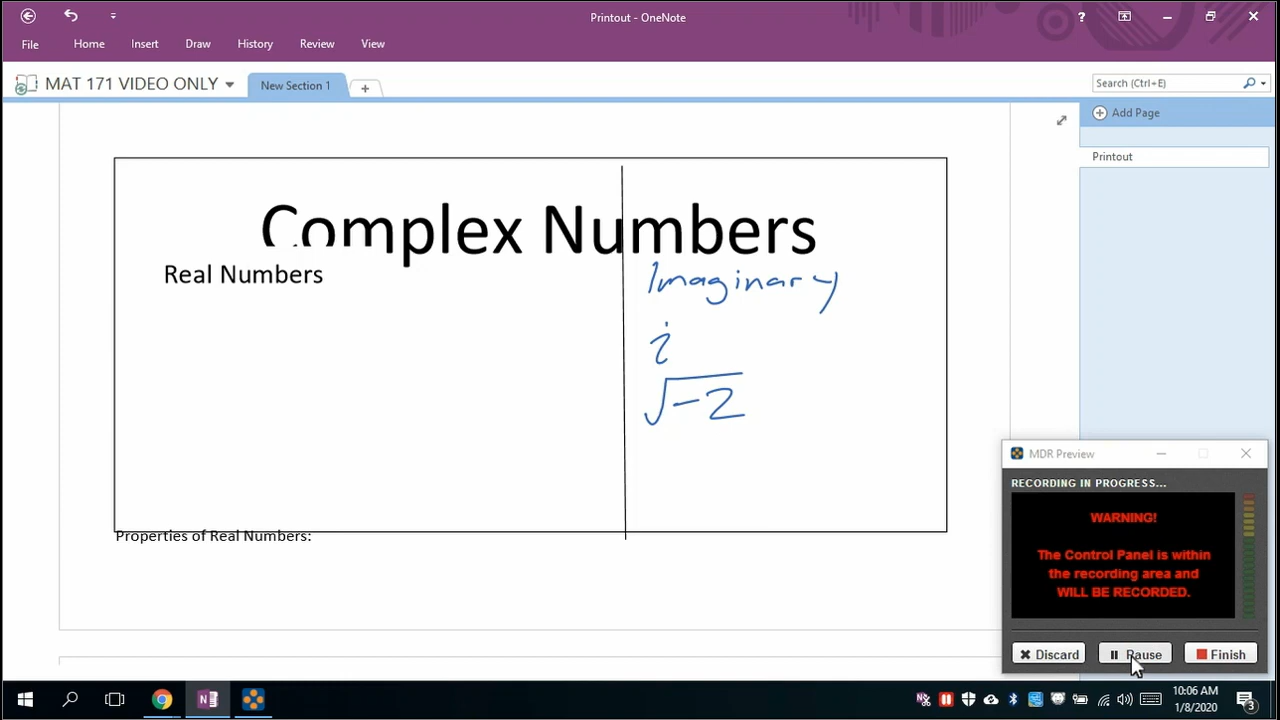 Printout - OneNote
?
File Home Insert Draw History Review View
MAT 171 VIDEO ONLY New Section 1 + Search (Ctrl+E)
Add Page
Printout
Complex Numbers
Real Numbers
Imaginary
i
√-2
Properties of Real Numbers:
MDR Preview
RECORDING IN PROGRESS...
WARNING!
The Control Panel is within
the recording area and
WILL BE RECORDED.
Discard Pause Finish
10:06 AM
1/8/2020
3